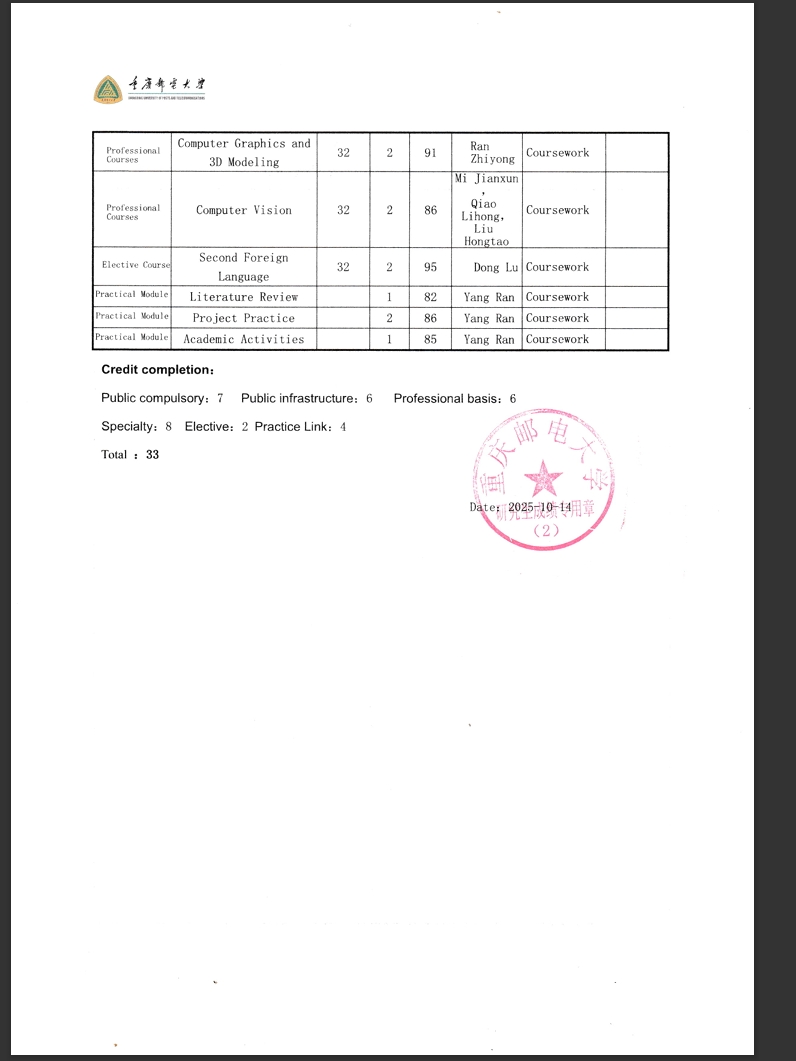 重庆邮电大学
CHONGQING UNIVERSITY OF POSTS AND TELECOMMUNICATIONS
Professional Courses Computer Graphics and 3D Modeling 32 2 91 Ran Zhiyong Coursework
Professional Courses Computer Vision 32 2 86 Mi Jianxun , Qiao Lihong, Liu Hongtao Coursework
Elective Course Second Foreign Language 32 2 95 Dong Lu Coursework
Practical Module Literature Review 1 82 Yang Ran Coursework
Practical Module Project Practice 2 86 Yang Ran Coursework
Practical Module Academic Activities 1 85 Yang Ran Coursework
Credit completion:
Public compulsory: 7 Public infrastructure: 6 Professional basis: 6
Specialty: 8 Elective: 2 Practice Link: 4
Total : 33
重庆邮电大学
Date: 2025-10-14
研究生成绩专用章
(2)